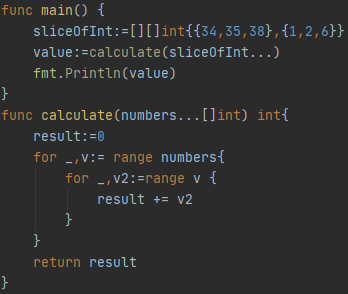 func main() {
    sliceOfInt:=[][]int{{34,35,38},{1,2,6}}
    value:=calculate(sliceOfInt...)
    fmt.Println(value)
}
func calculate(numbers...[]int) int{
    result:=0
    for _,v:= range numbers{
        for _,v2:=range v {
            result += v2
        }
    }
    return result
}